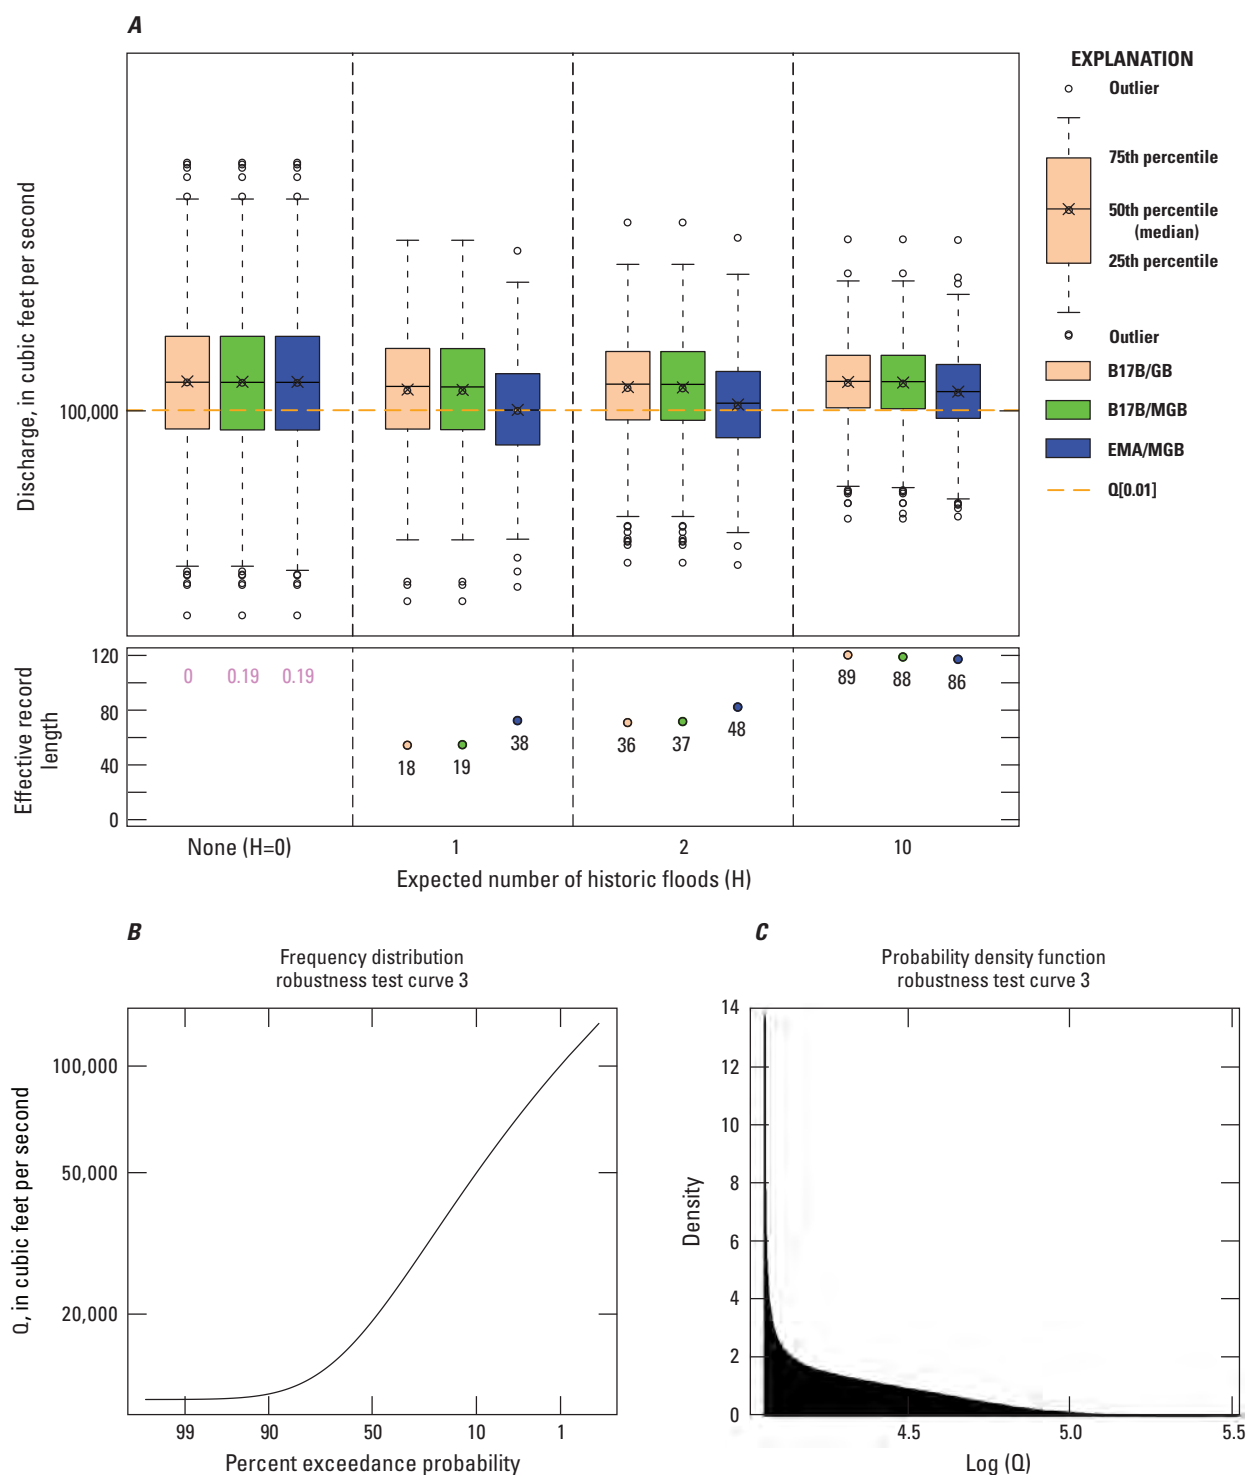 A
EXPLANATION
Outlier
75th percentile
50th percentile
(median)
25th percentile
Outlier
B17B/GB
B17B/MGB
EMA/MGB
Q[0.01]
Discharge, in cubic feet per second
100,000
Effective record
length
120
80
40
0
0 0.19 0.19
18 19 38
36 37 48
89 88 86
None (H=0) 1 2 10
Expected number of historic floods (H)
B
Frequency distribution
robustness test curve 3
Q, in cubic feet per second
100,000
50,000
20,000
99 90 50 10 1
Percent exceedance probability
C
Probability density function
robustness test curve 3
Density
14
12
10
8
6
4
2
0
4.5 5.0 5.5
Log (Q)